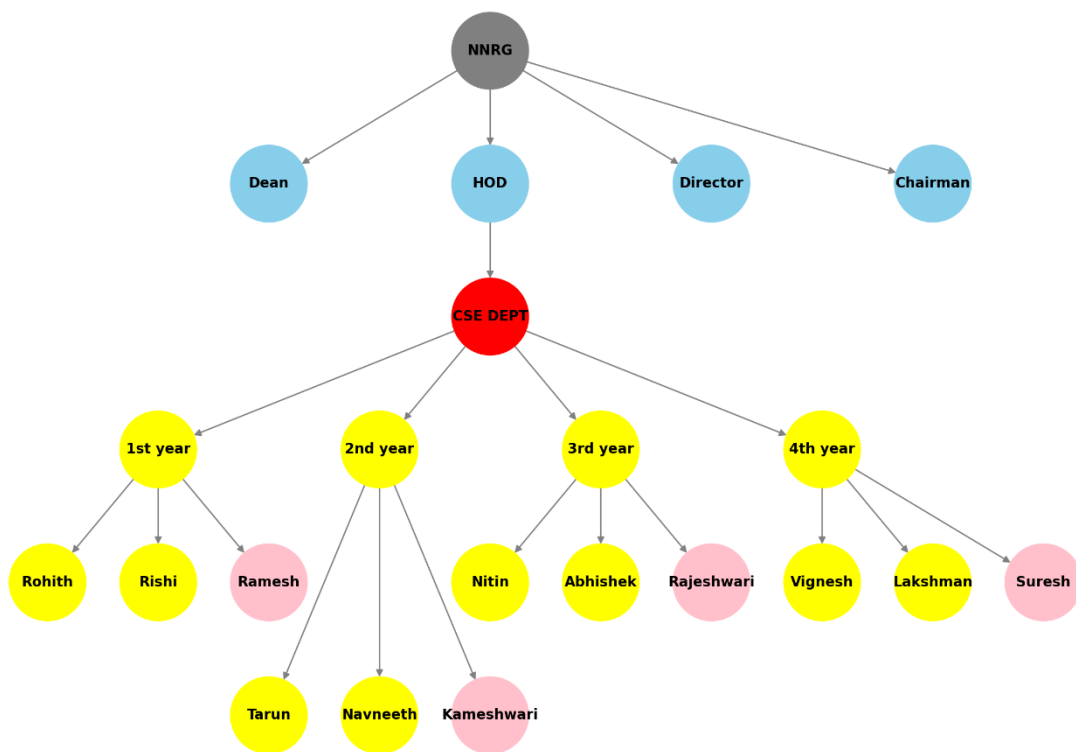 NNRG
Dean
HOD
Director
Chairman
CSE DEPT
1st year
2nd year
3rd year
4th year
Rohith
Rishi
Ramesh
Nitin
Abhishek
Rajeshwari
Vignesh
Lakshman
Suresh
Tarun
Navneeth
Kameshwari